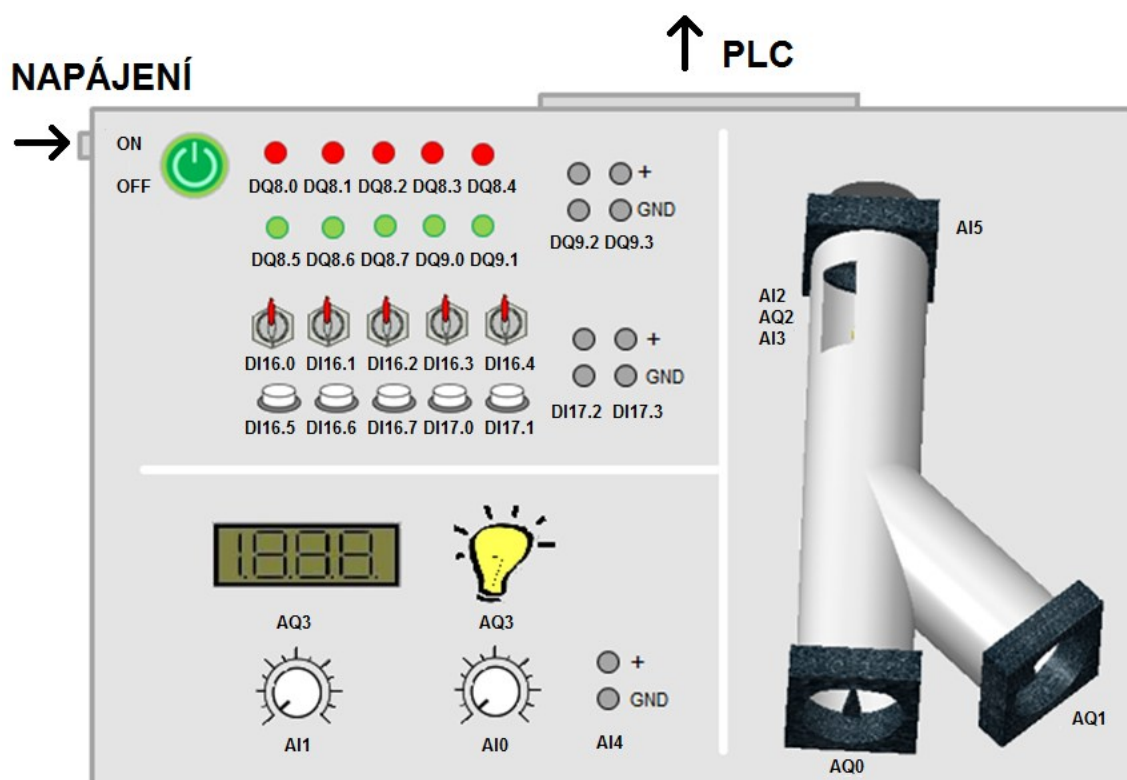 NAPÁJENÍ
PLC
ON
OFF
DQ8.0 DQ8.1 DQ8.2 DQ8.3 DQ8.4
+
GND
DQ9.2 DQ9.3
DQ8.5 DQ8.6 DQ8.7 DQ9.0 DQ9.1
AI5
AI2
AQ2
AI3
+
GND
DI16.0 DI16.1 DI16.2 DI16.3 DI16.4
DI17.2 DI17.3
DI16.5 DI16.6 DI16.7 DI17.0 DI17.1
1.8.8.8.
AQ3 AQ3
+
GND
AI1 AI0 AI4
AQ1
AQ0